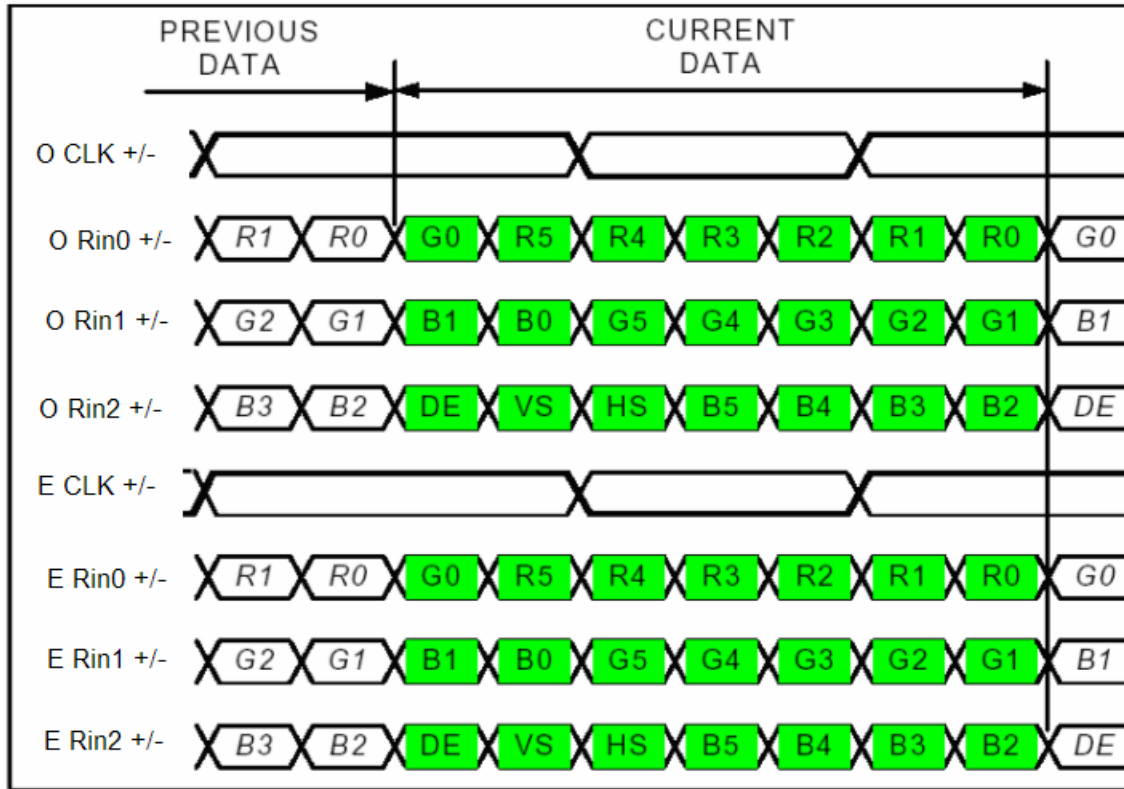 PREVIOUS DATA
CURRENT DATA
O CLK +/-
O Rin0 +/- R1 R0 G0 R5 R4 R3 R2 R1 R0 G0
O Rin1 +/- G2 G1 B1 B0 G5 G4 G3 G2 G1 B1
O Rin2 +/- B3 B2 DE VS HS B5 B4 B3 B2 DE
E CLK +/-
E Rin0 +/- R1 R0 G0 R5 R4 R3 R2 R1 R0 G0
E Rin1 +/- G2 G1 B1 B0 G5 G4 G3 G2 G1 B1
E Rin2 +/- B3 B2 DE VS HS B5 B4 B3 B2 DE